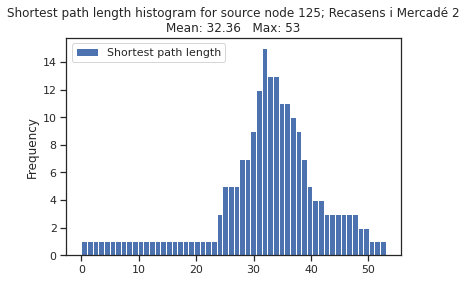 Shortest path length histogram for source node 125; Recasens i Mercadé 2
Mean: 32.36 Max: 53
Shortest path length
Frequency
14
12
10
8
6
4
2
0
0 10 20 30 40 50